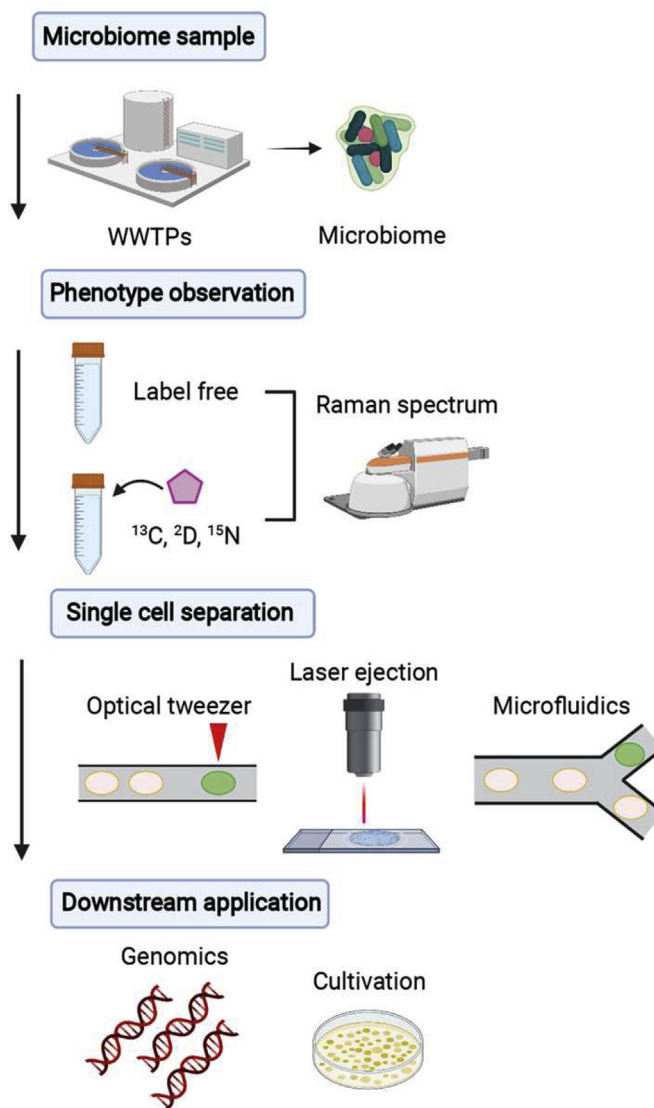 Microbiome sample
WWTPs
Microbiome
Phenotype observation
Label free
Raman spectrum
¹³C, ²D, ¹⁵N
Single cell separation
Laser ejection
Optical tweezer
Microfluidics
Downstream application
Genomics
Cultivation